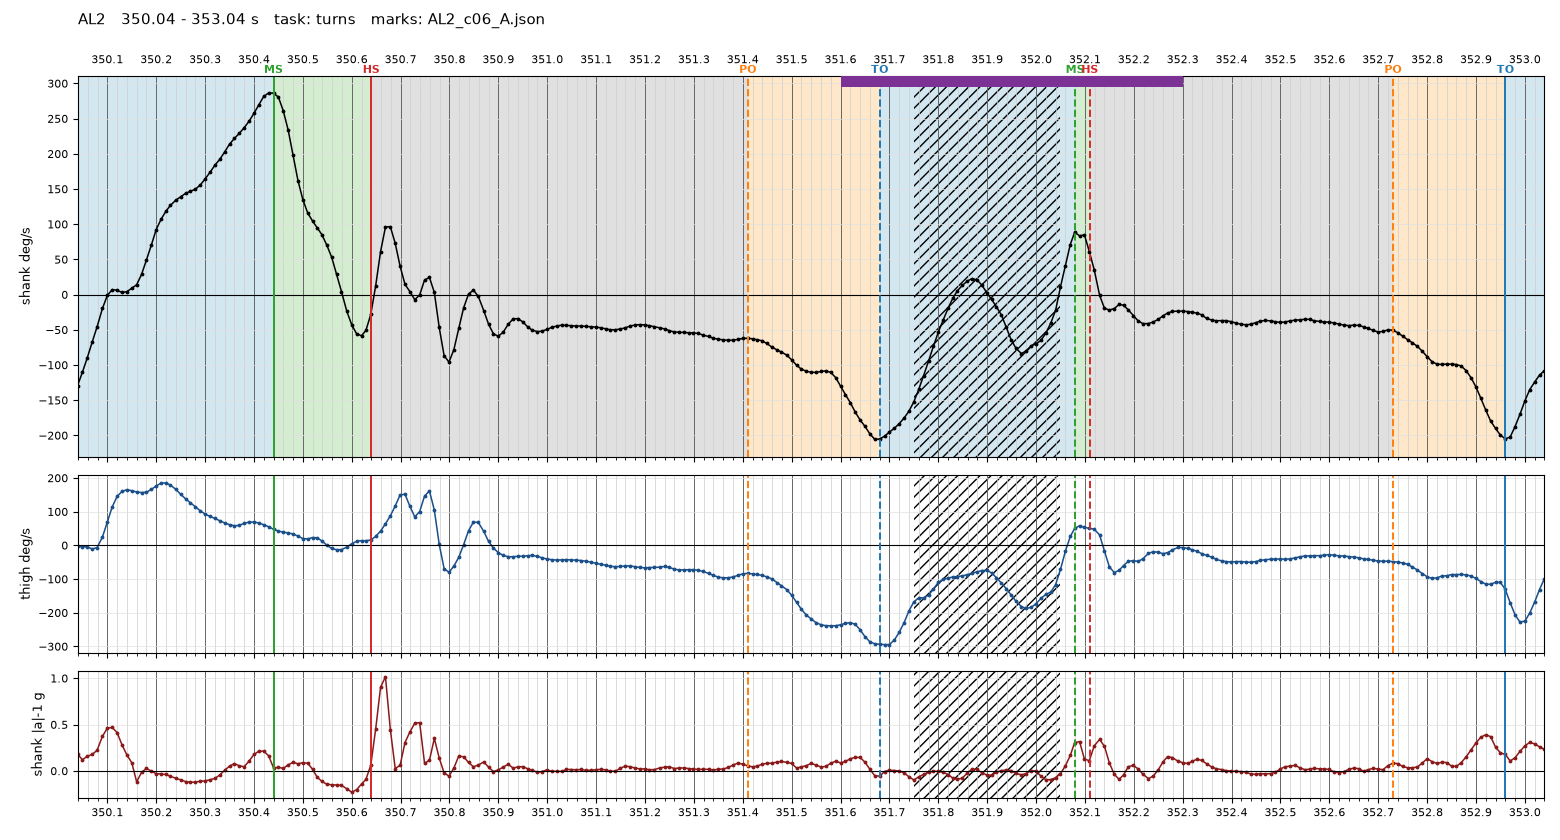 AL2   350.04 - 353.04 s   task: turns   marks: AL2_c06_A.json
350.1 350.2 350.3 350.4 350.5 350.6 350.7 350.8 350.9 351.0 351.1 351.2 351.3 351.4 351.5 351.6 351.7 351.8 351.9 352.0 352.1 352.2 352.3 352.4 352.5 352.6 352.7 352.8 352.9 353.0
MS HS PO TO MS HS PO TO
300
250
200
150
100
50
0
−50
−100
−150
−200
shank deg/s
200
100
0
−100
−200
−300
thigh deg/s
1.0
0.5
0.0
shank |a|-1 g
350.1 350.2 350.3 350.4 350.5 350.6 350.7 350.8 350.9 351.0 351.1 351.2 351.3 351.4 351.5 351.6 351.7 351.8 351.9 352.0 352.1 352.2 352.3 352.4 352.5 352.6 352.7 352.8 352.9 353.0